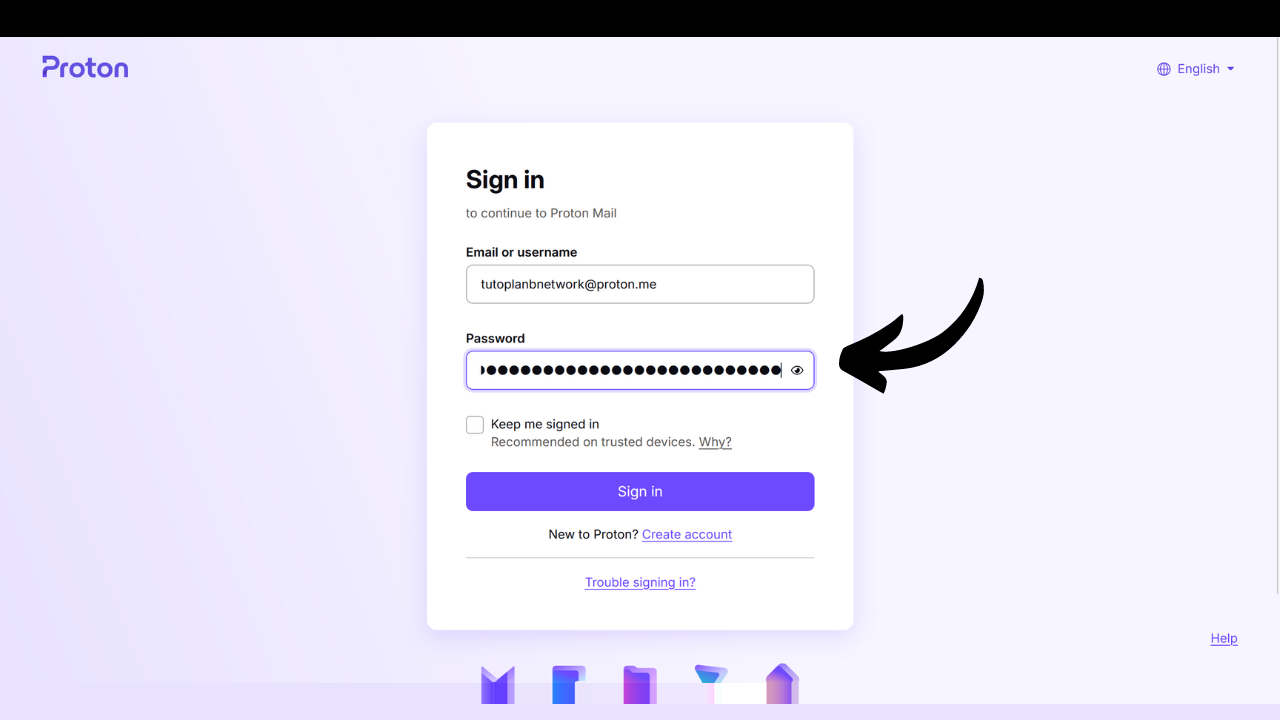 Proton
English
Sign in
to continue to Proton Mail
Email or username
tutoplanbnetwork@proton.me
Password
Keep me signed in
Recommended on trusted devices. Why?
Sign in
New to Proton? Create account
Trouble signing in?
Help